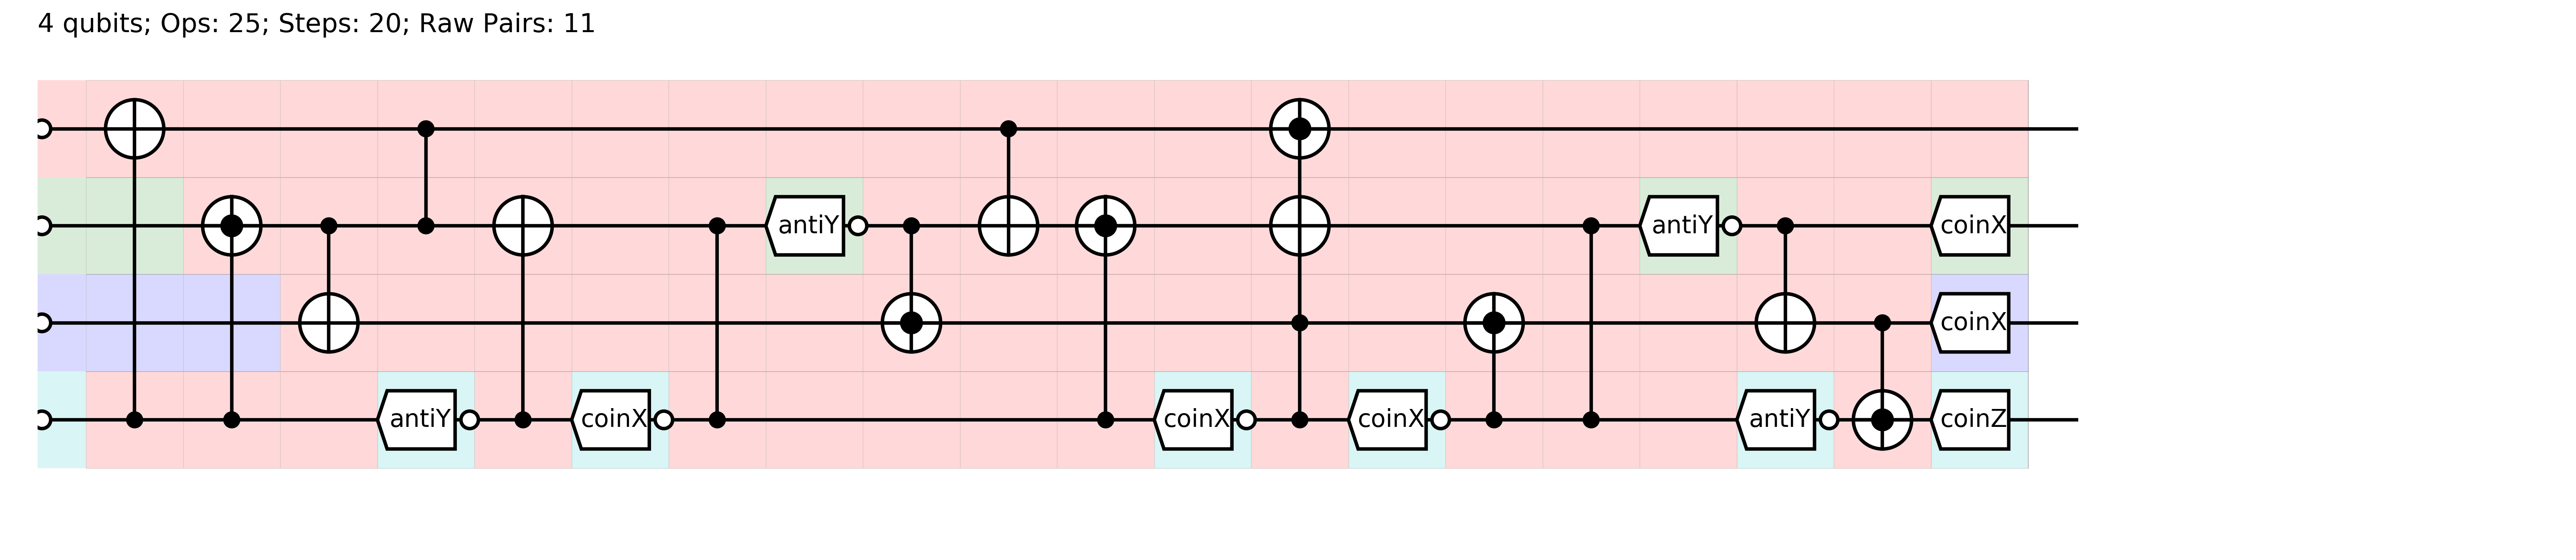 4 qubits; Ops: 25; Steps: 20; Raw Pairs: 11
antiY antiY coinX
coinX
antiY coinX coinX coinX antiY coinZ